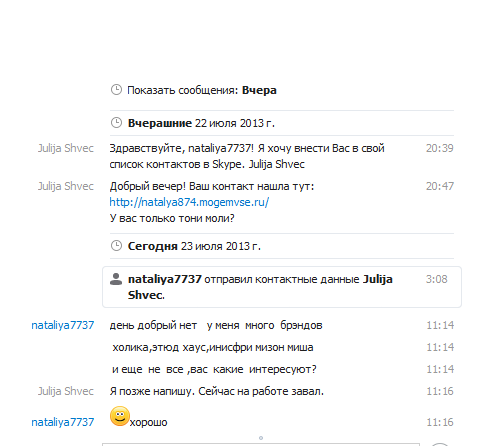 Показать сообщения: Вчера
Вчерашние 22 июля 2013 г.
Julija Shvec Здравствуйте, nataliya7737! Я хочу внести Вас в свой 20:39
список контактов в Skype. Julija Shvec
Julija Shvec Добрый вечер! Ваш контакт нашла тут: 20:47
http://natalya874.mogemvse.ru/
У вас только тони моли?
Сегодня 23 июля 2013 г.
nataliya7737 отправил контактные данные Julija 3:08
Shvec.
nataliya7737 день добрый нет у меня много брэндов 11:14
холика,этюд хаус,инисфри мизон миша 11:14
и еще не все ,вас какие интересуют? 11:14
Julija Shvec Я позже напишу. Сейчас на работе завал. 11:16
nataliya7737 хорошо 11:16